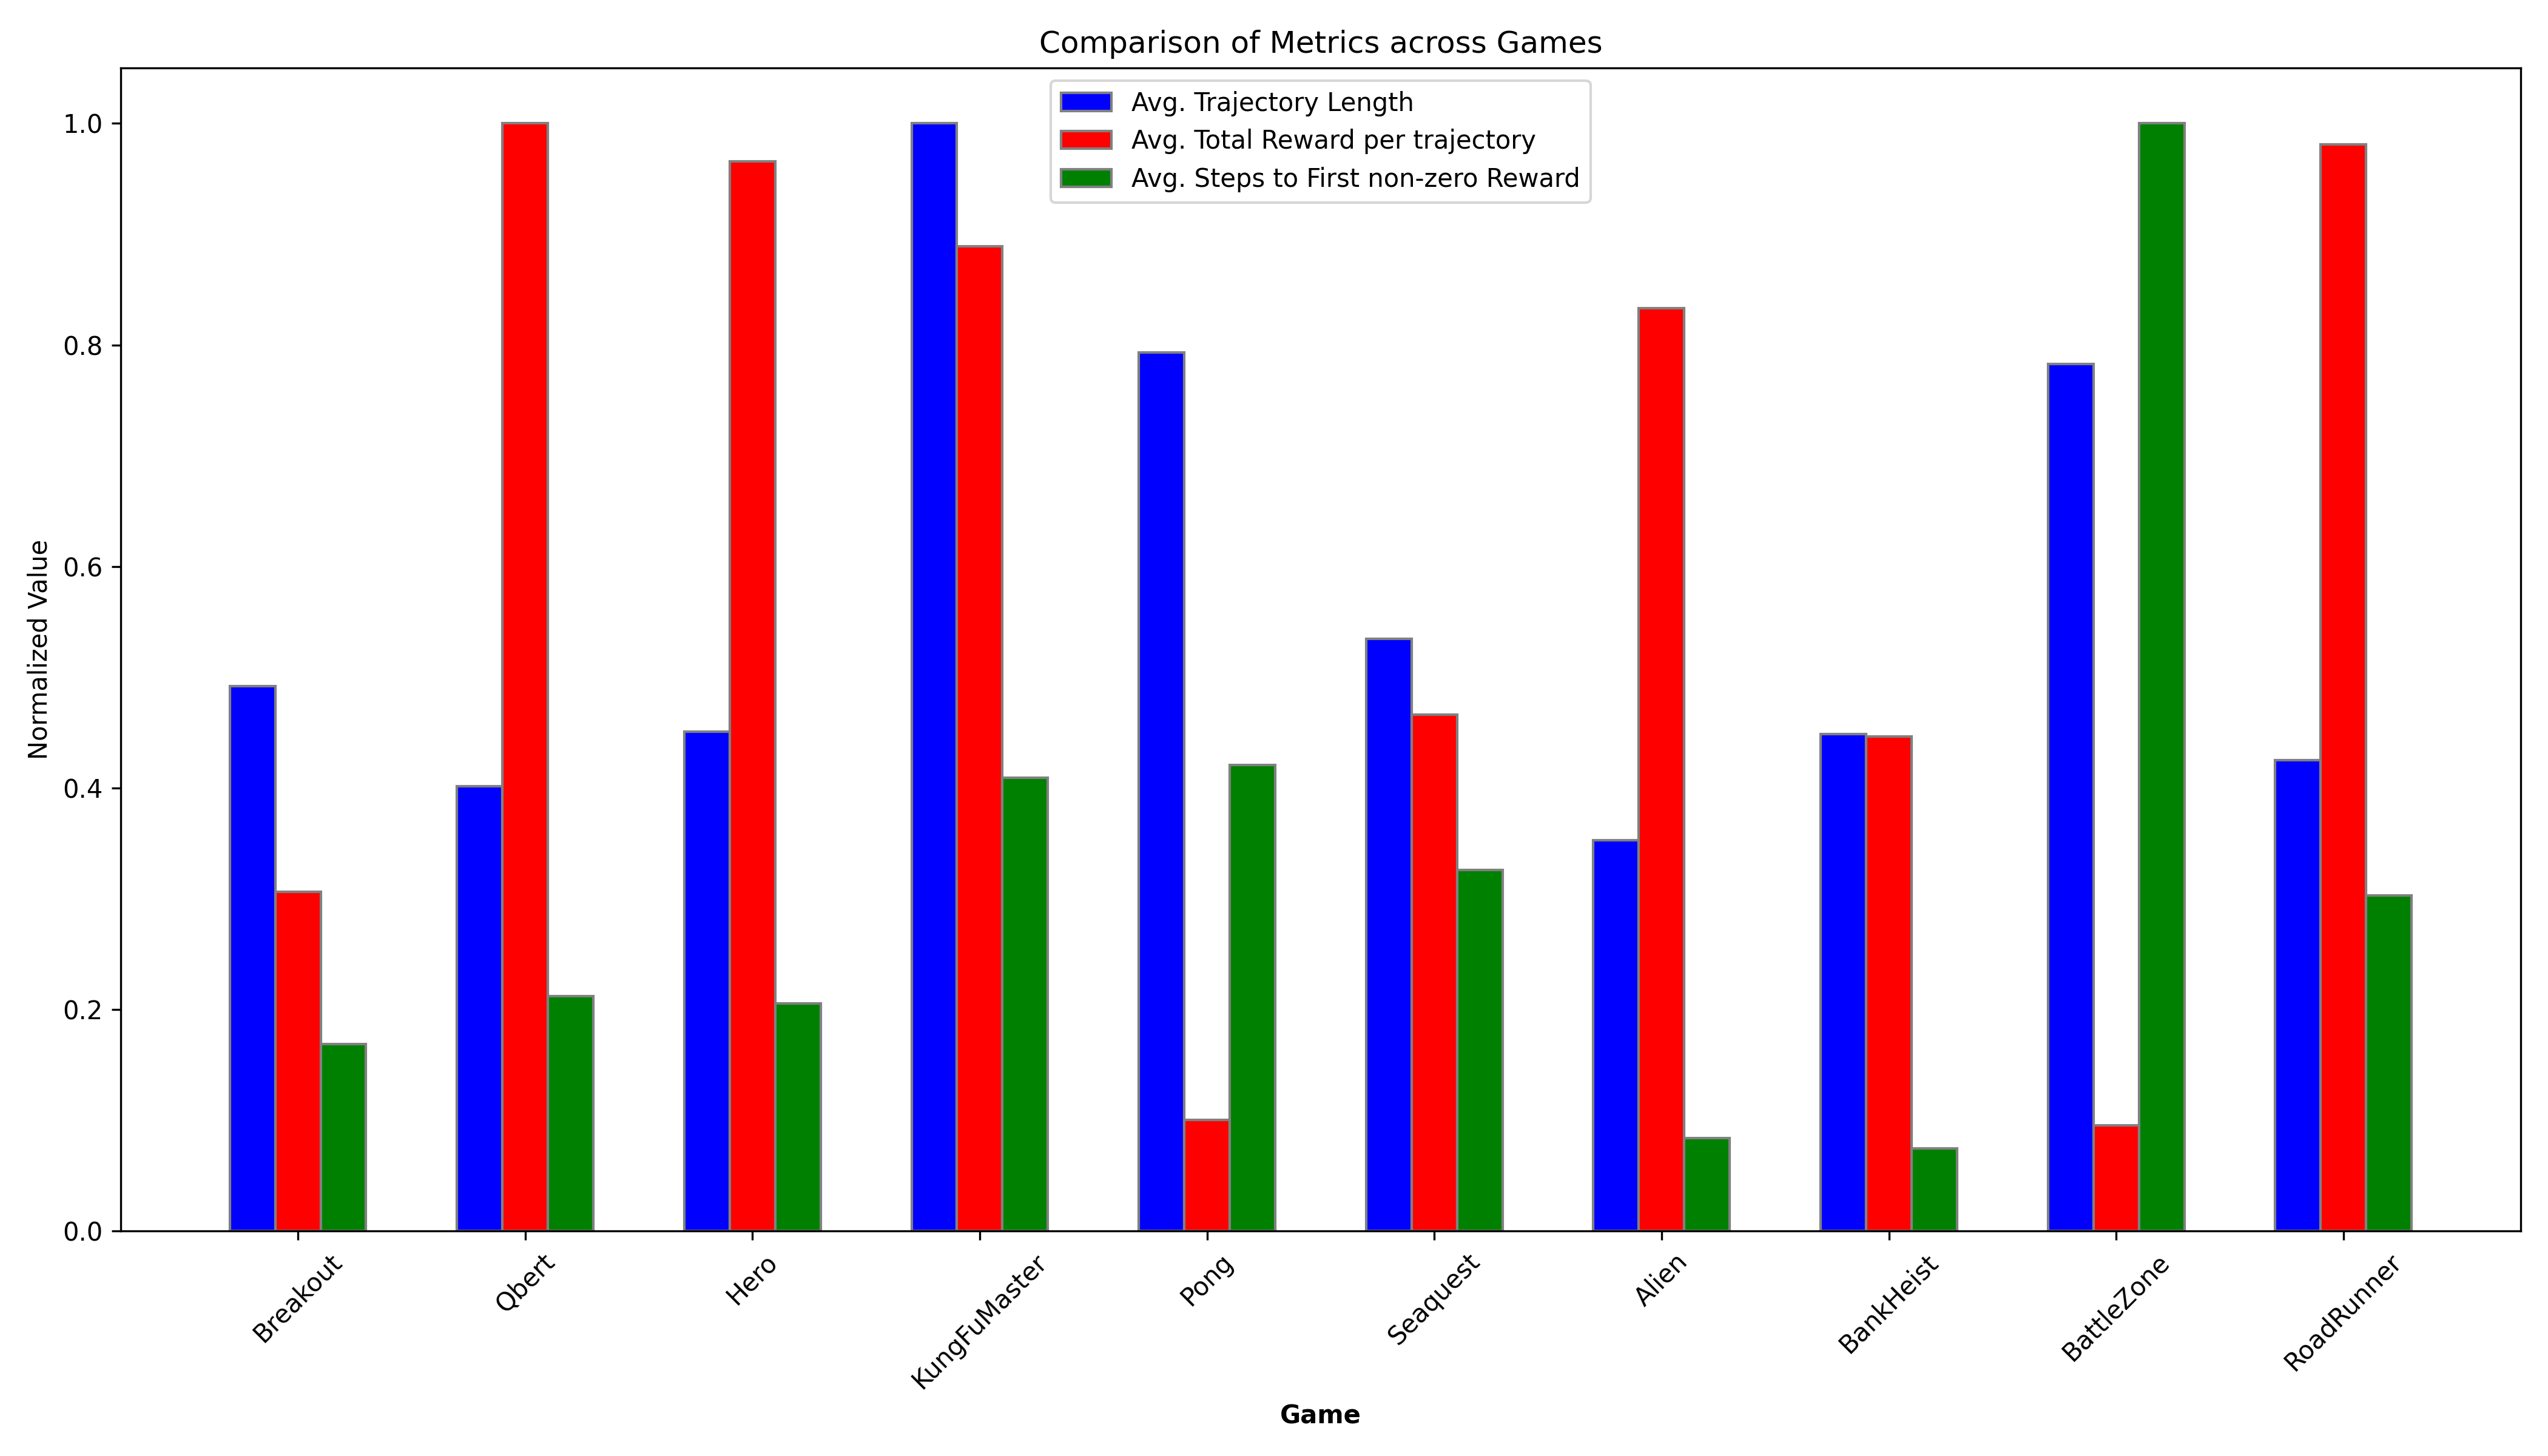 Comparison of Metrics across Games
Avg. Trajectory Length
Avg. Total Reward per trajectory
Avg. Steps to First non-zero Reward
Normalized Value
1.0
0.8
0.6
0.4
0.2
0.0
Breakout
Qbert
Hero
KungFuMaster
Pong
Seaquest
Alien
BankHeist
BattleZone
RoadRunner
Game